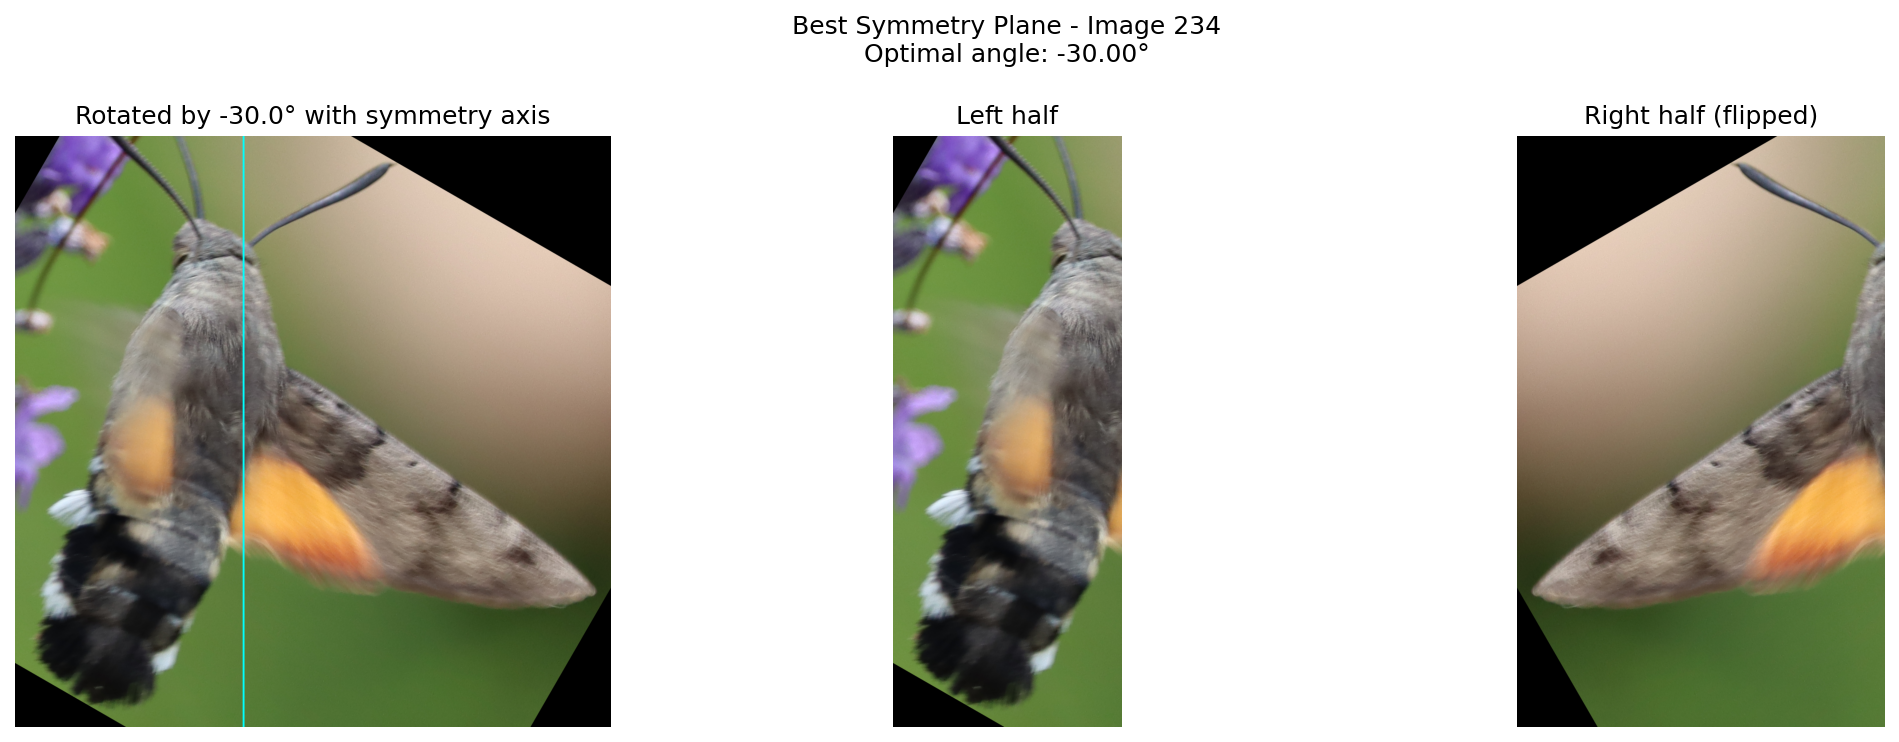 Best Symmetry Plane - Image 234
Optimal angle: -30.00°
Rotated by -30.0° with symmetry axis
Left half
Right half (flipped)